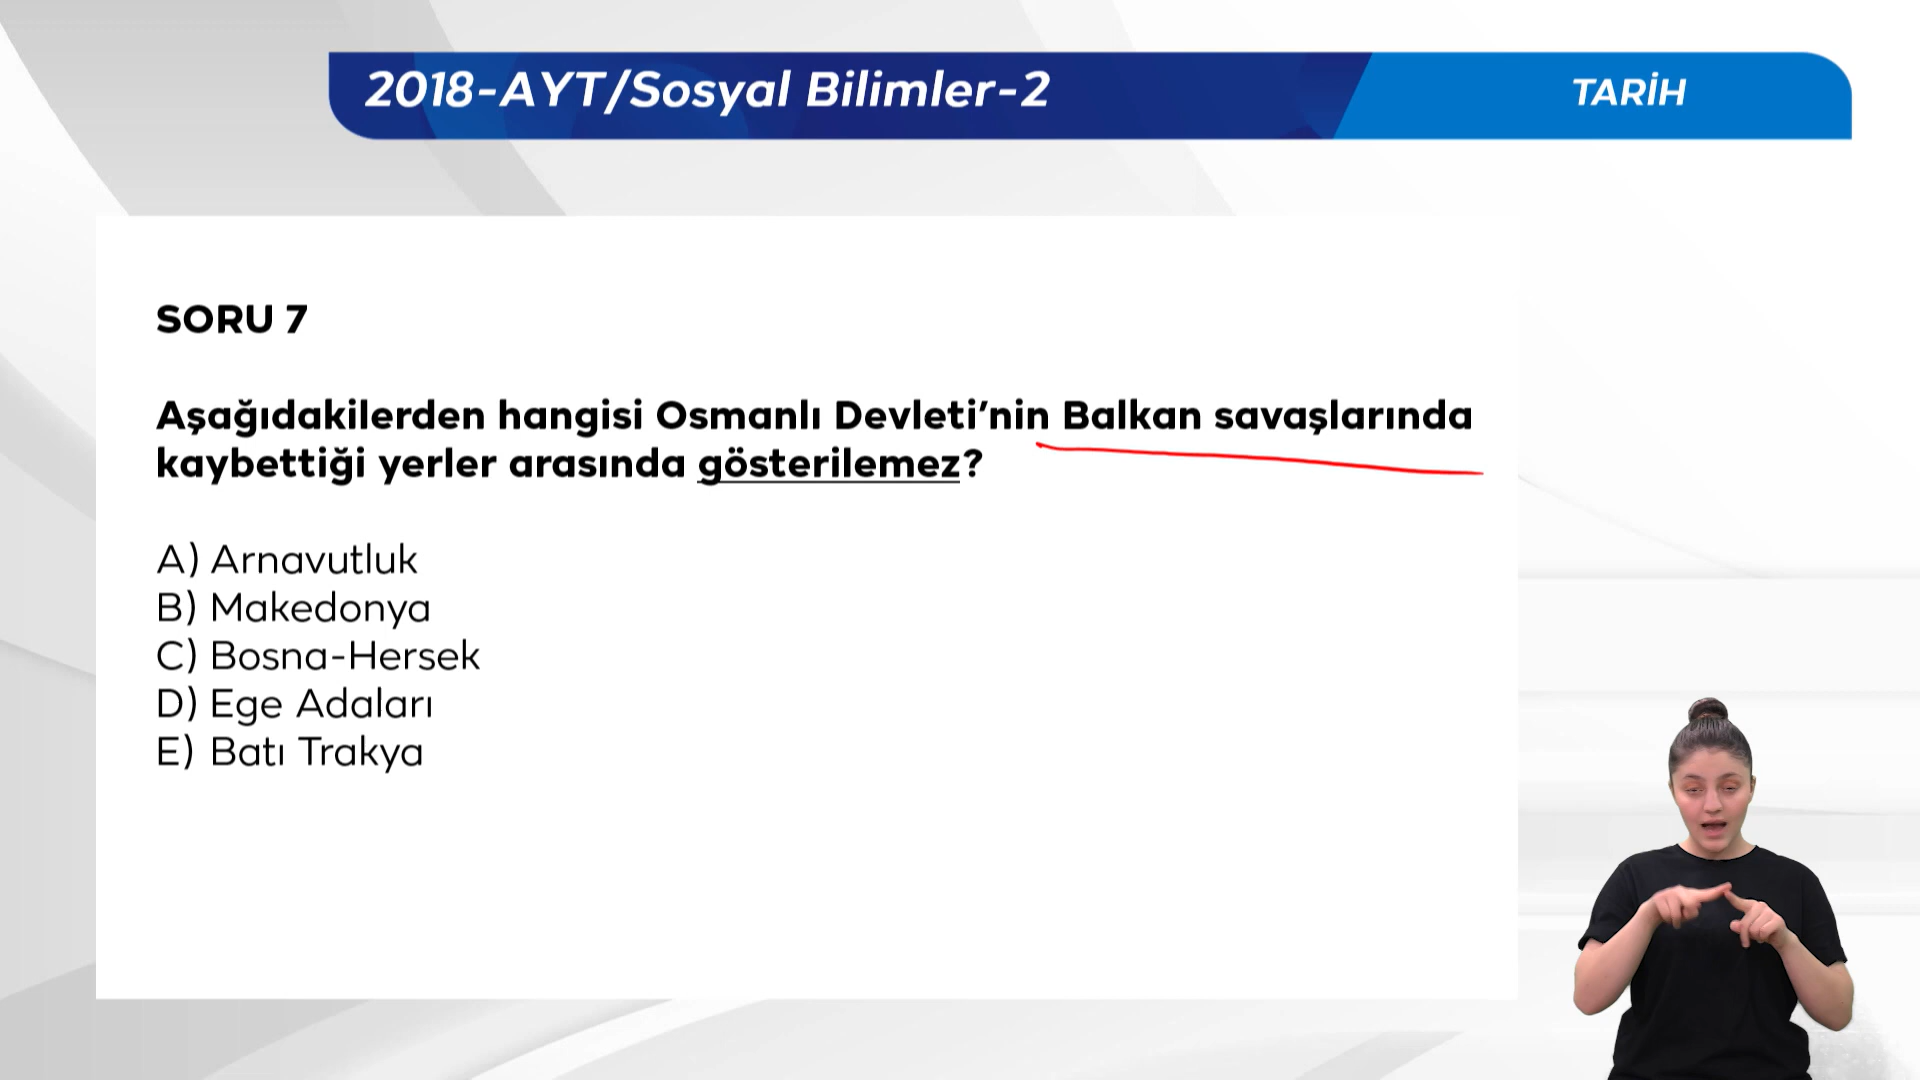 2018-AYT/Sosyal Bilimler-2
TARİH
SORU 7
Aşağıdakilerden hangisi Osmanlı Devleti’nin Balkan savaşlarında
kaybettiği yerler arasında gösterilemez?
A) Arnavutluk
B) Makedonya
C) Bosna-Hersek
D) Ege Adaları
E) Batı Trakya